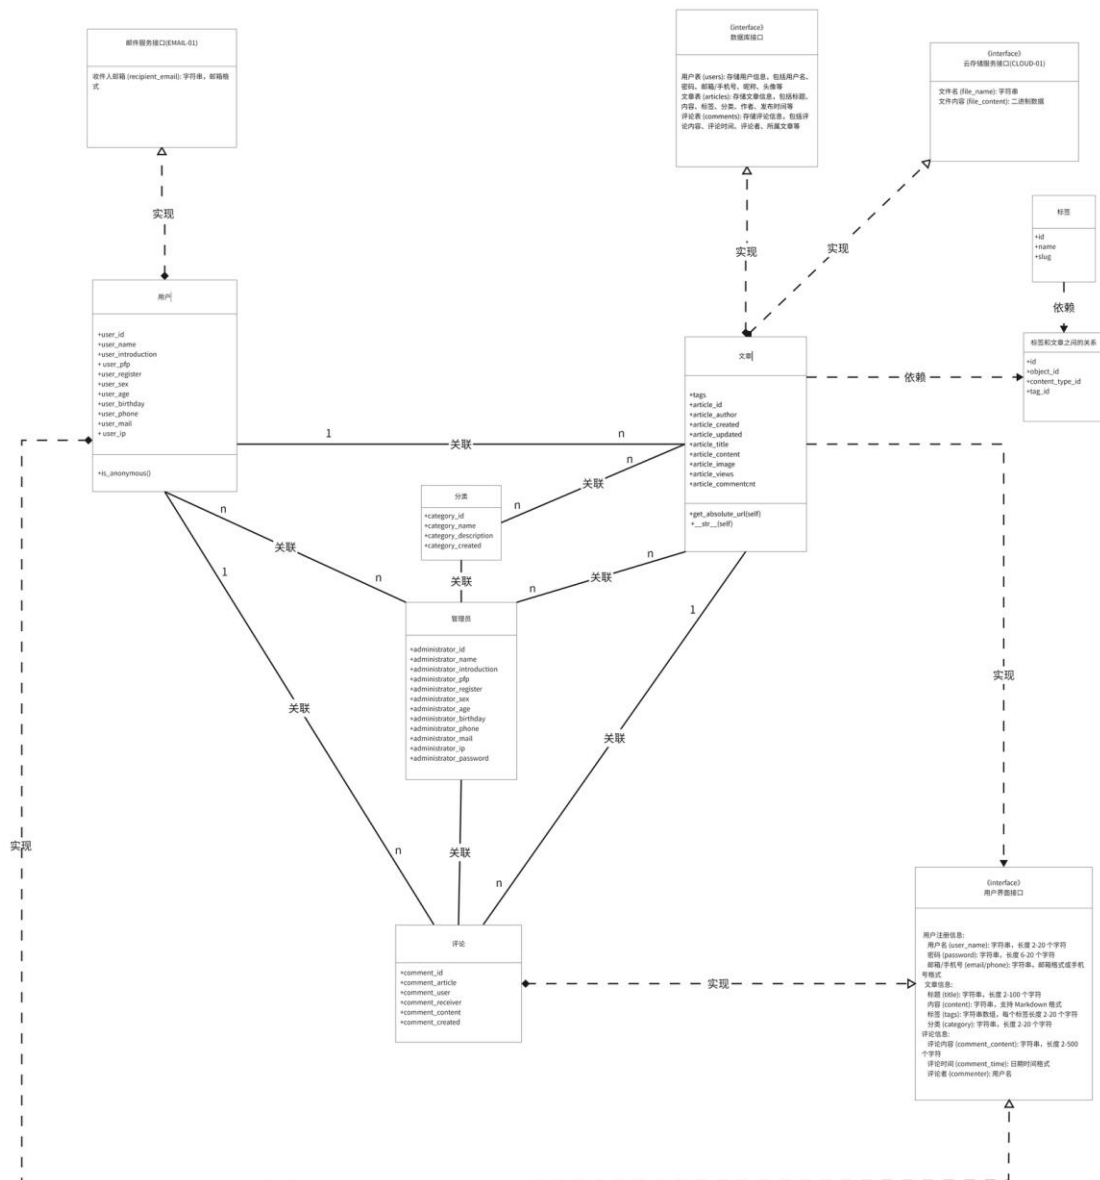 邮件服务接口(EMAIL-01)
收件人邮箱 (recipient_email): 字符串，邮箱格
式
《interface》
数据库接口
用户表 (users): 存储用户信息，包括用户名、
密码、邮箱/手机号、昵称、头像等
文章表 (articles): 存储文章信息，包括标题、
内容、标签、分类、作者、发布时间等
评论表 (comments): 存储评论信息，包括评
论内容、评论时间、评论者、所属文章等
《interface》
云存储服务接口(CLOUD-01)
文件名 (file_name): 字符串
文件内容 (file_content): 二进制数据
标签
+id
+name
+slug
实现
实现
实现
依赖
标签和文章之间的关系
+id
+object_id
+content_type_id
+tag_id
用户
+user_id
+user_name
+user_introduction
+ user_pfp
+user_register
+user_sex
+user_age
+user_birthday
+user_phone
+user_mail
+ user_ip
+is_anonymous()
文章
+tags
+article_id
+article_author
+article_created
+article_updated
+article_title
+article_content
+article_image
+article_views
+article_commentcnt
+get_absolute_url(self)
+__str__(self)
依赖
1
关联
n
n
关联
n
分类
+category_id
+category_name
+category_description
+category_created
n
关联
n
关联
n
关联
n
管理员
+administrator_id
+administrator_name
+administrator_introduction
+administrator_pfp
+administrator_register
+administrator_sex
+administrator_age
+administrator_birthday
+administrator_phone
+administrator_mail
+administrator_ip
+administrator_password
1
关联
n
1
关联
n
关联
实现
实现
评论
+comment_id
+comment_article
+comment_user
+comment_receiver
+comment_content
+comment_created
实现
《interface》
用户界面接口
用户注册信息:
用户名 (user_name): 字符串，长度 2-20 个字符
密码 (password): 字符串，长度 6-20 个字符
邮箱/手机号 (email/phone): 字符串，邮箱格式或手机
号格式
文章信息:
标题 (title): 字符串，长度 2-100 个字符
内容 (content): 字符串，支持 Markdown 格式
标签 (tags): 字符串数组，每个标签长度 2-20 个字符
分类 (category): 字符串，长度 2-20 个字符
评论信息:
评论内容 (comment_content): 字符串，长度 2-500
个字符
评论时间 (comment_time): 日期时间格式
评论者 (commenter): 用户名